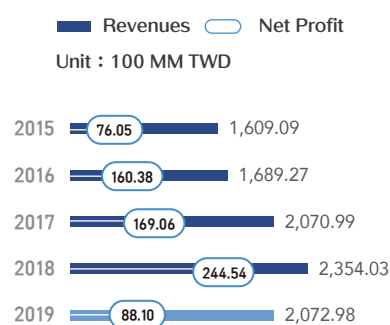 Revenues Net Profit
Unit：100 MM TWD
2015 76.05 1,609.09
2016 160.38 1,689.27
2017 169.06 2,070.99
2018 244.54 2,354.03
2019 88.10 2,072.98